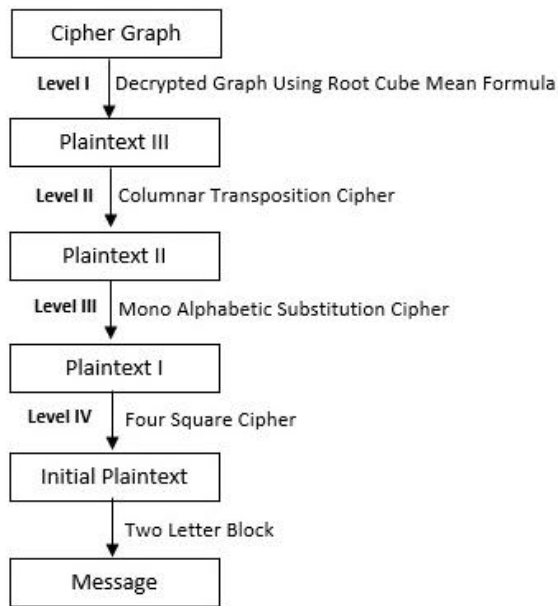 Cipher Graph
Level I Decrypted Graph Using Root Cube Mean Formula
Plaintext III
Level II Columnar Transposition Cipher
Plaintext II
Level III Mono Alphabetic Substitution Cipher
Plaintext I
Level IV Four Square Cipher
Initial Plaintext
Two Letter Block
Message